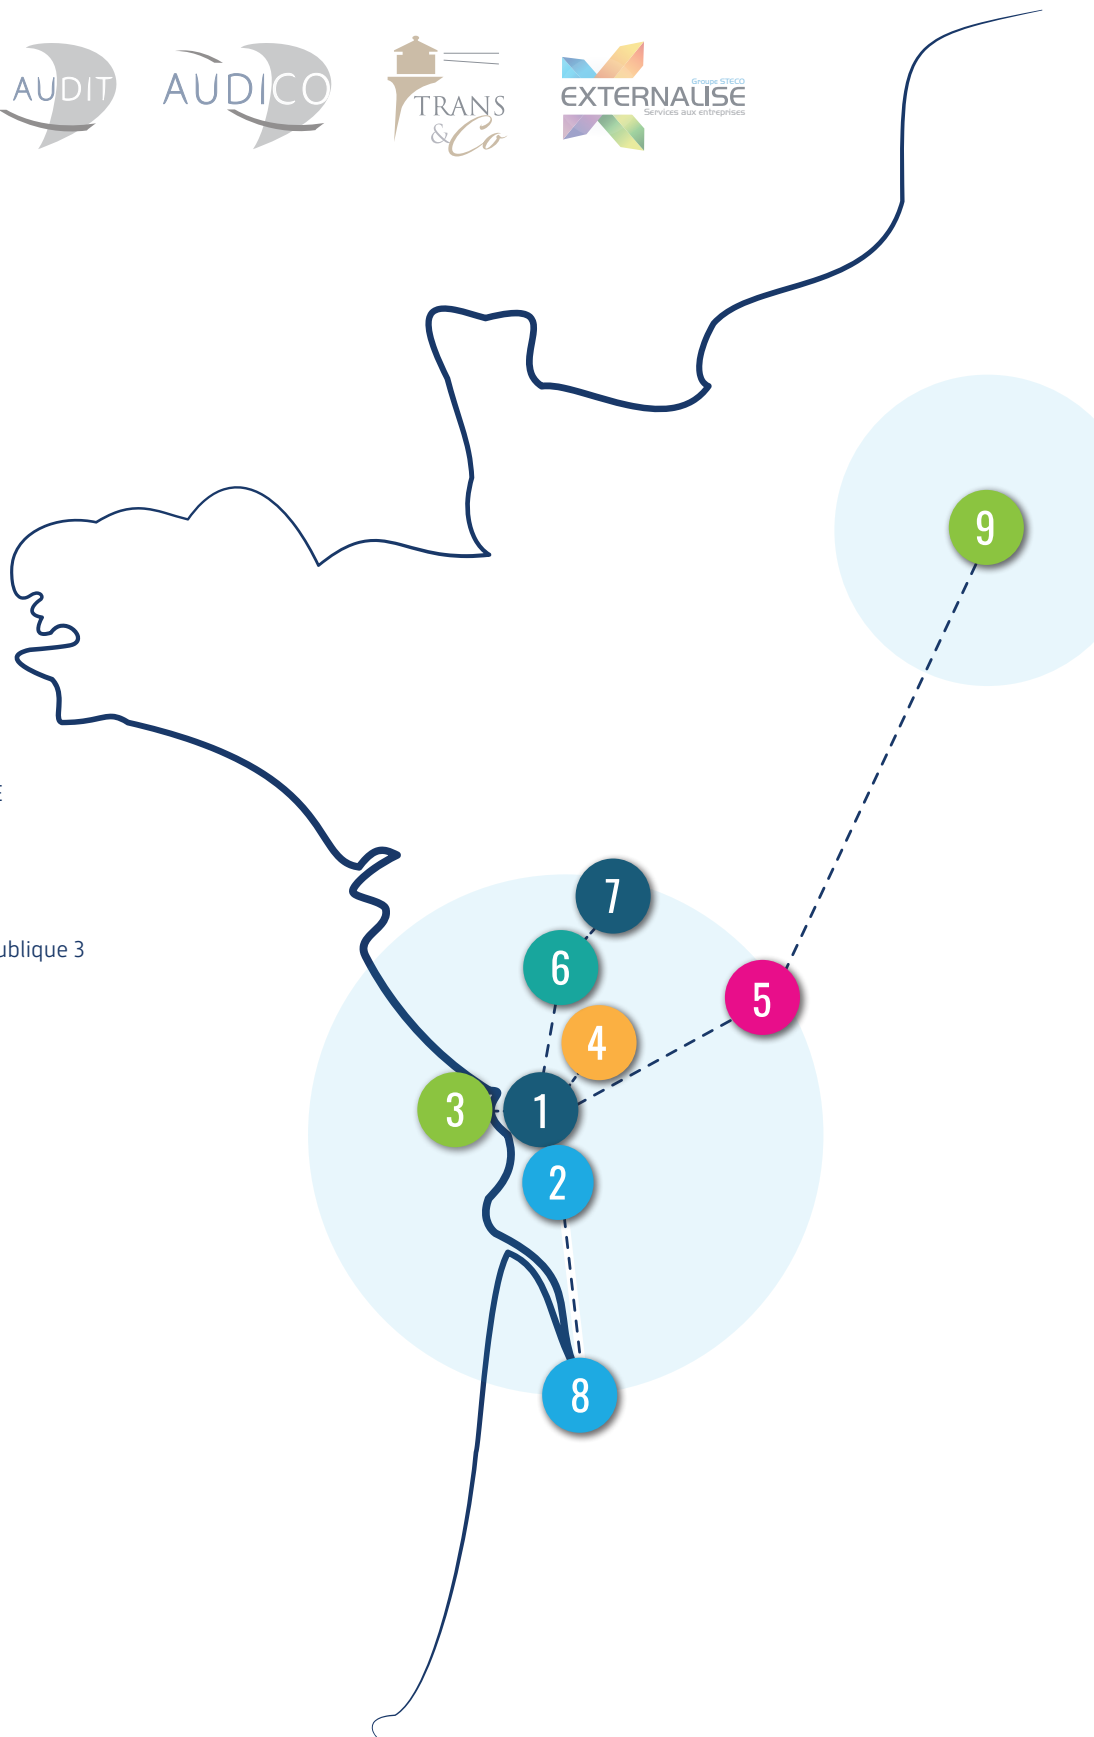 AUDIT
AUDICO
TRANS
& Co
Groupe STECO
EXTERNALISE
Services aux entreprises
9
E
7
ublique 3
6
5
4
3
1
2
8